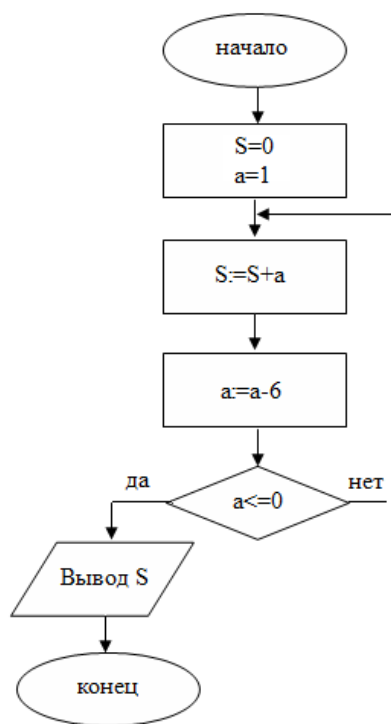 начало
S=0
a=1
S:=S+a
a:=a-6
да
нет
a<=0
Вывод S
конец